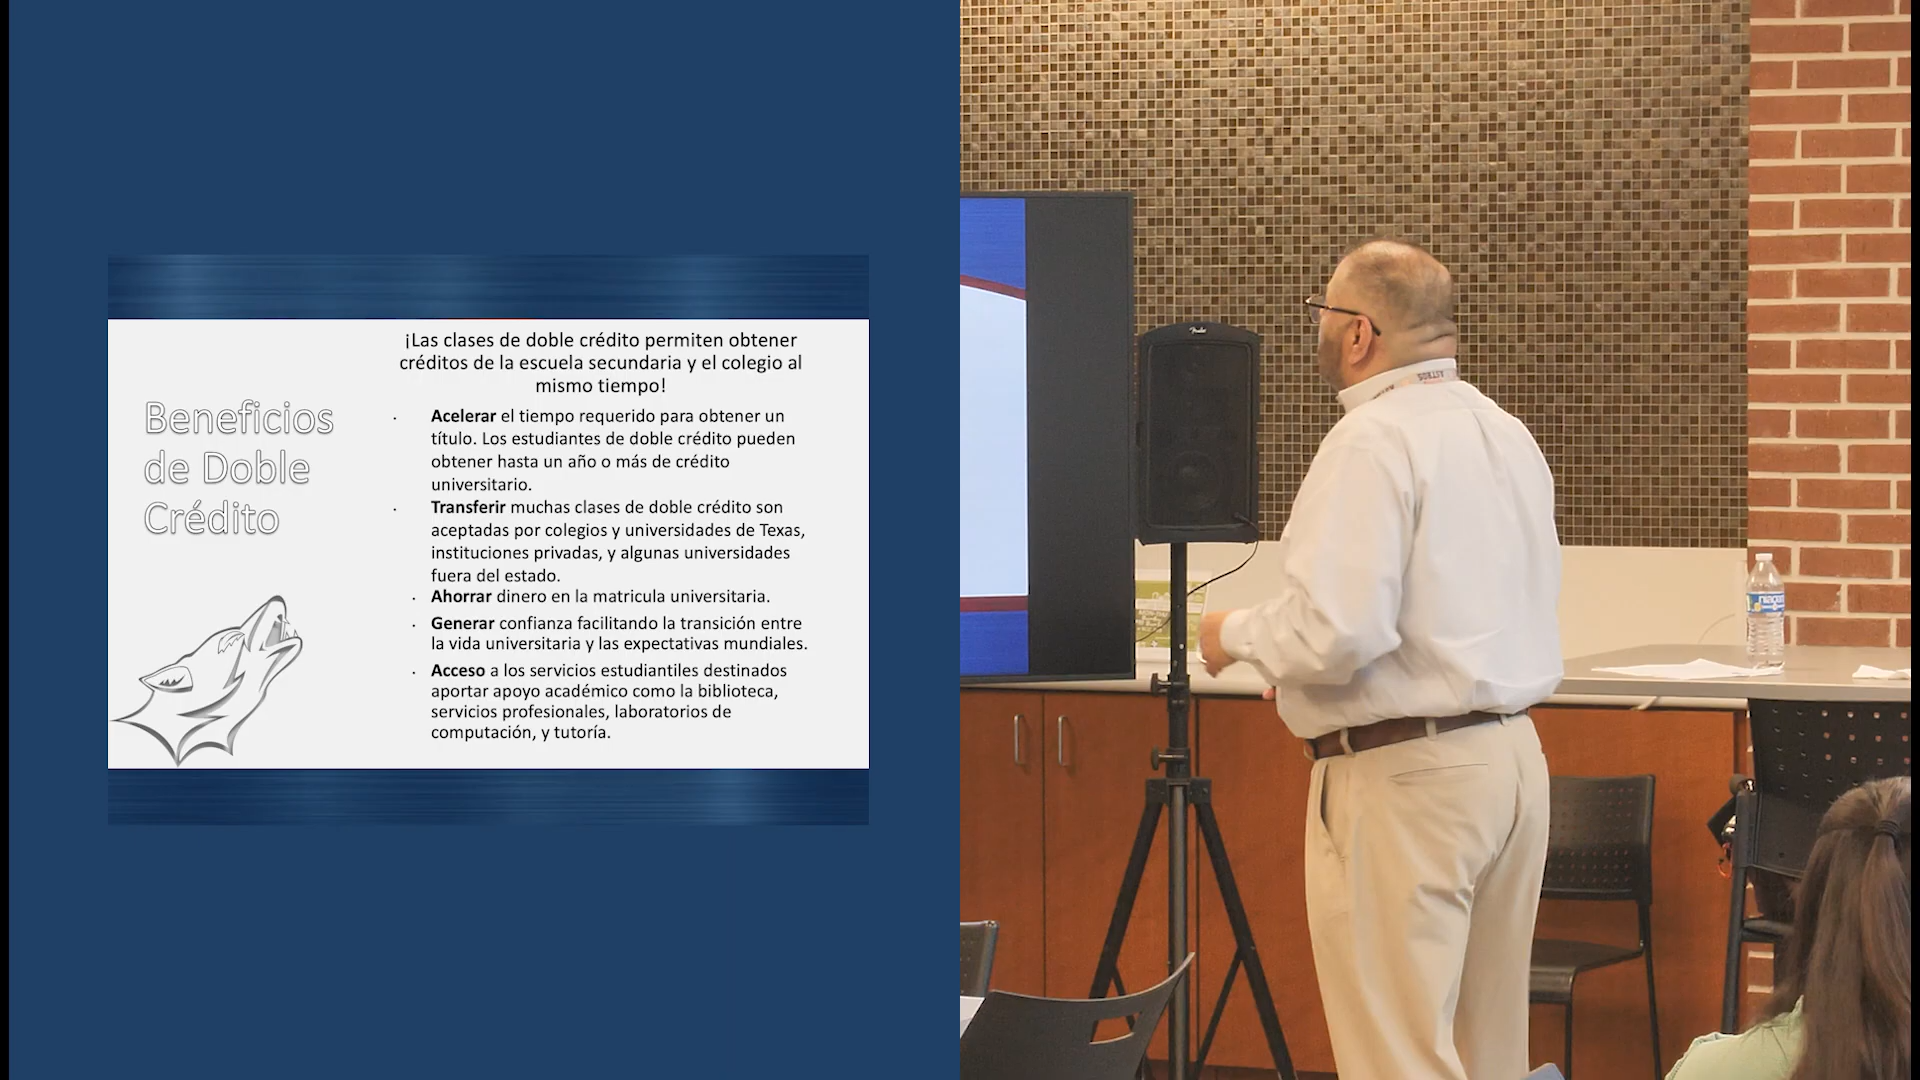 Beneficios
de Doble
Crédito
¡Las clases de doble crédito permiten obtener
créditos de la escuela secundaria y el colegio al
mismo tiempo!
· Acelerar el tiempo requerido para obtener un
título. Los estudiantes de doble crédito pueden
obtener hasta un año o más de crédito
universitario.
· Transferir muchas clases de doble crédito son
aceptadas por colegios y universidades de Texas,
instituciones privadas, y algunas universidades
fuera del estado.
· Ahorrar dinero en la matricula universitaria.
· Generar confianza facilitando la transición entre
la vida universitaria y las expectativas mundiales.
· Acceso a los servicios estudiantiles destinados
aportar apoyo académico como la biblioteca,
servicios profesionales, laboratorios de
computación, y tutoría.
Fender
ASTROS